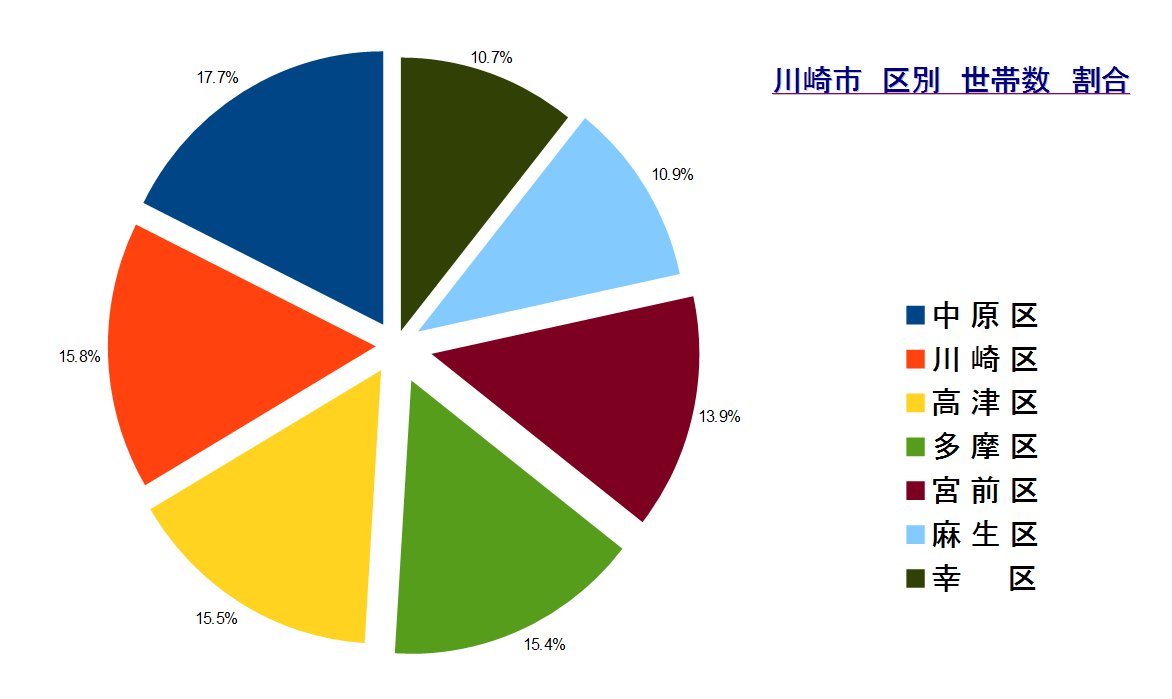 川崎市　区別　世帯数　割合
10.7%
17.7%
10.9%
15.8%
13.9%
15.5%
15.4%
中 原 区
川 崎 区
高 津 区
多 摩 区
宮 前 区
麻 生 区
幸　 区